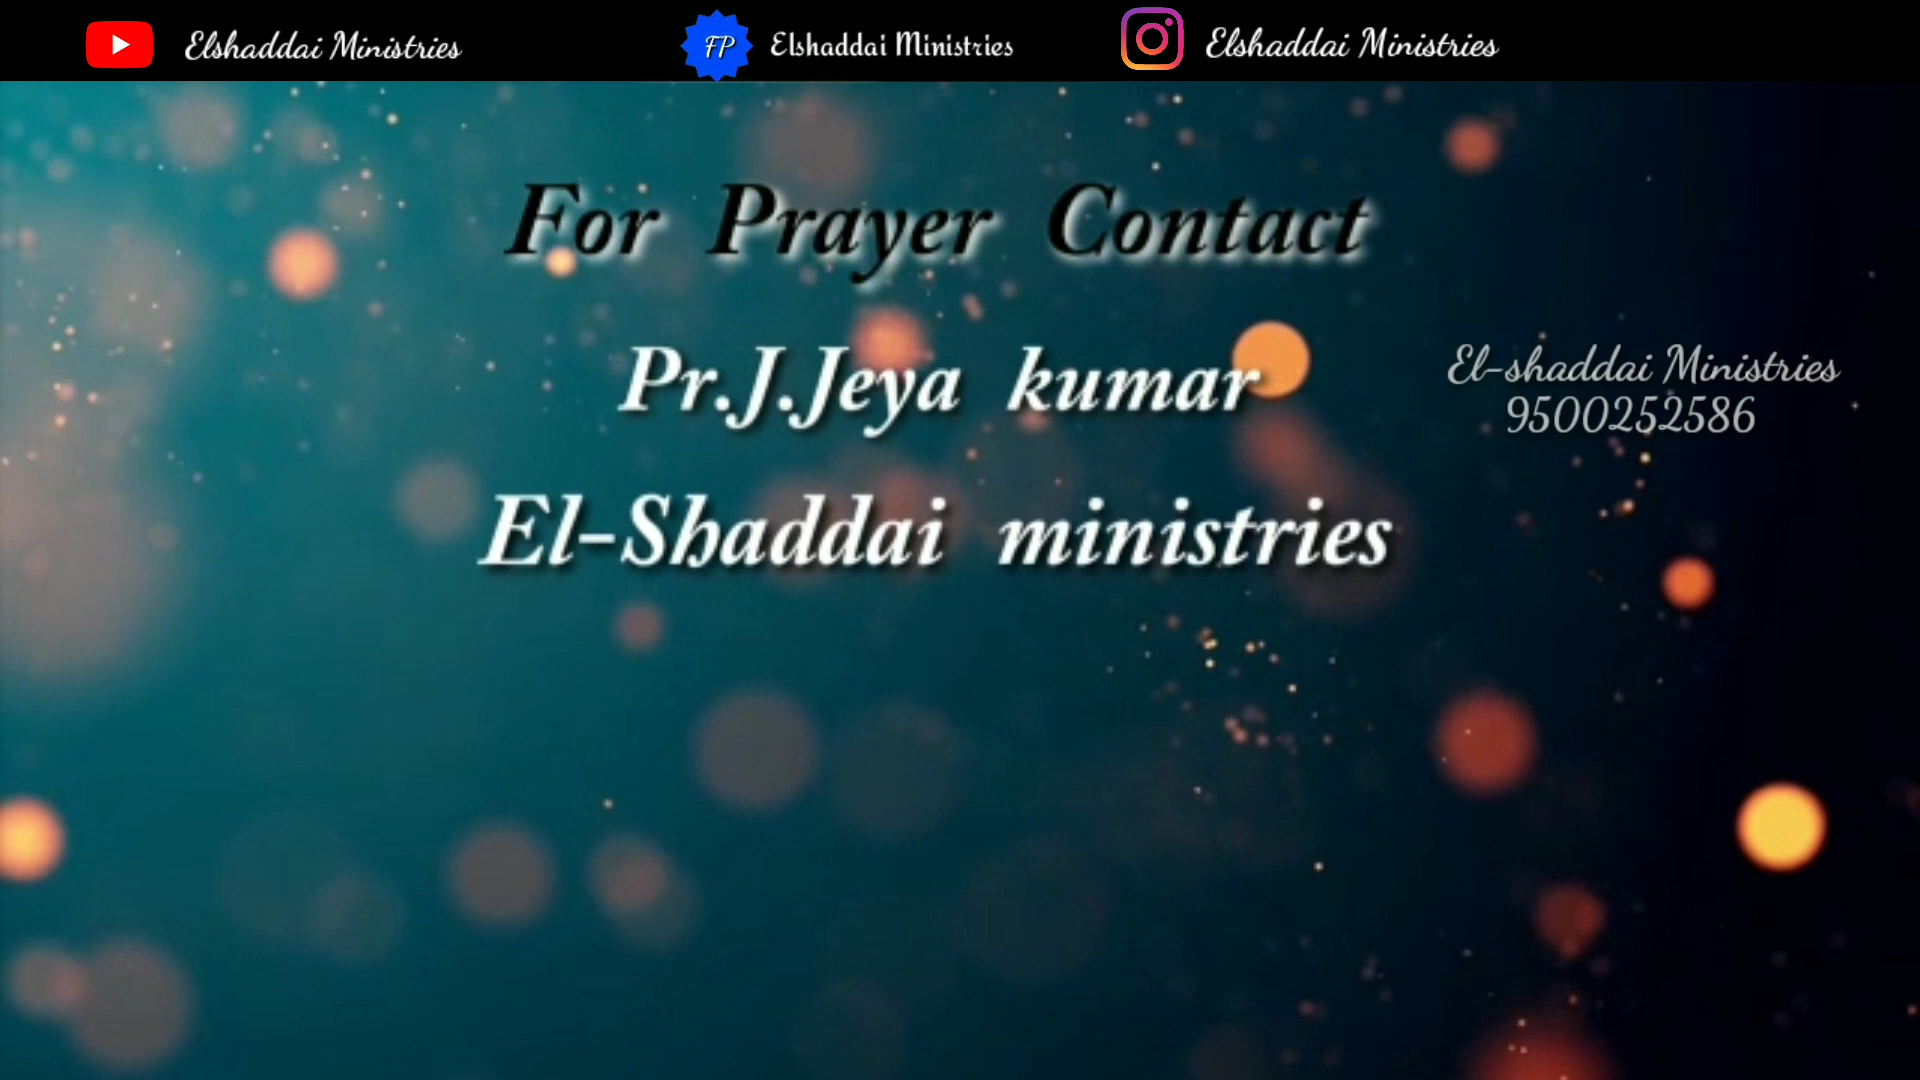 Elshaddai Ministries
FP Elshaddai Ministries
Elshaddai Ministries
For Prayer Contact
Pr.J.Jeya kumar
El-Shaddai ministries
El-shaddai Ministries
9500252586